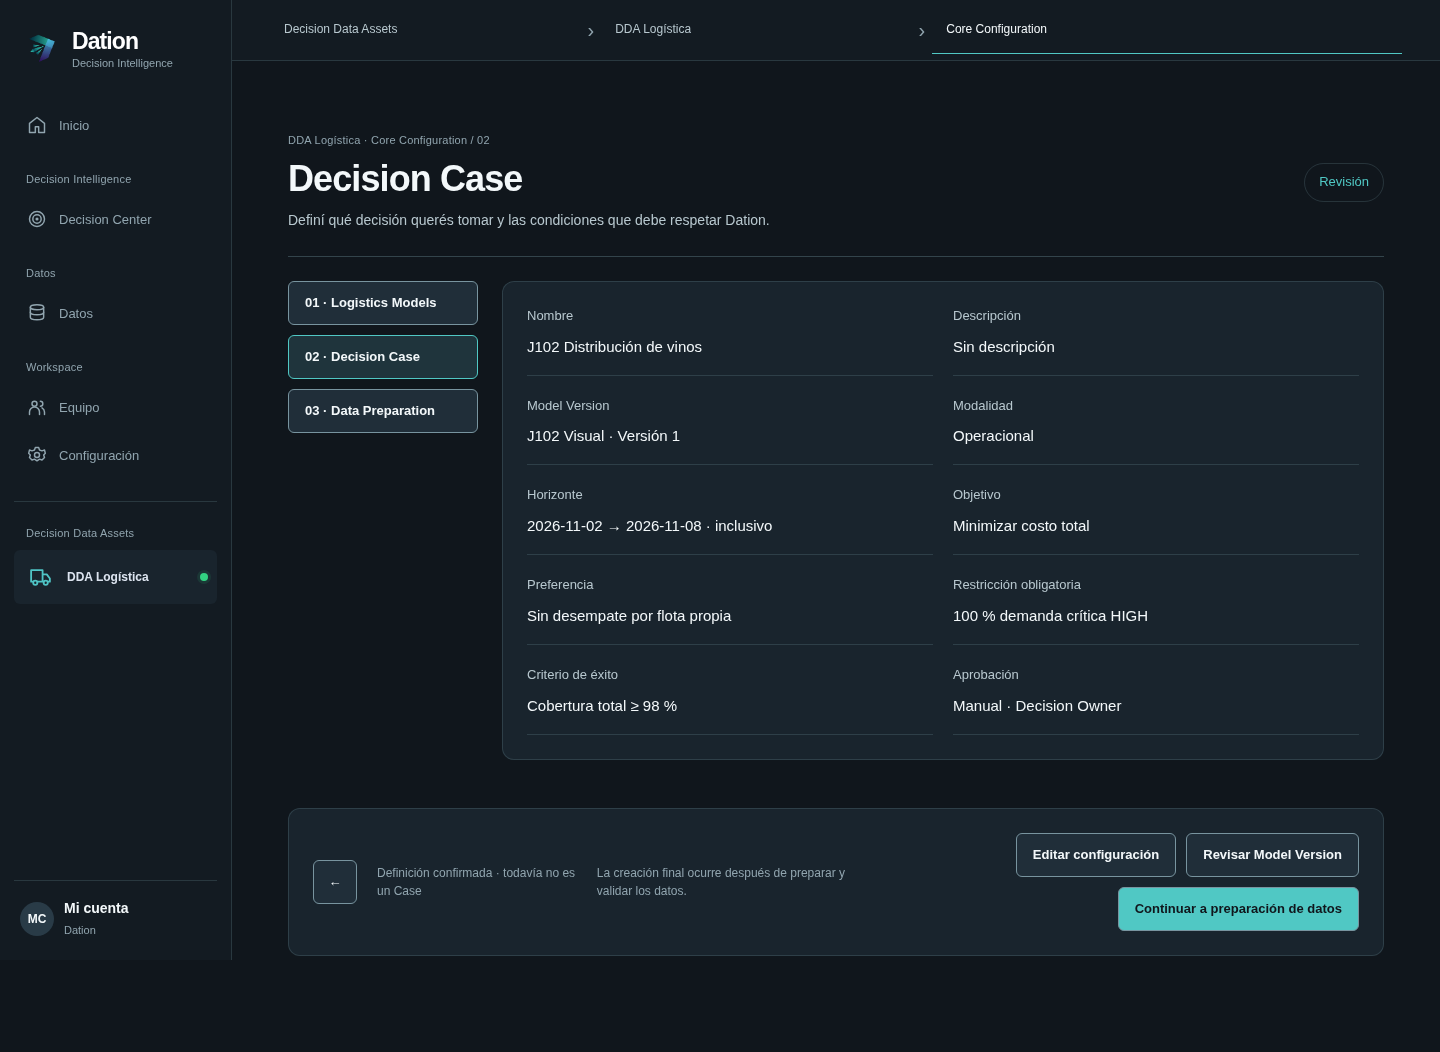 Dation
Decision Intelligence
Inicio
Decision Intelligence
Decision Center
Datos
Datos
Workspace
Equipo
Configuración
Decision Data Assets
DDA Logística
MC
Mi cuenta
Dation
Decision Data Assets › DDA Logística › Core Configuration
DDA Logística · Core Configuration / 02
Decision Case
Revisión
Definí qué decisión querés tomar y las condiciones que debe respetar Dation.
01 · Logistics Models
02 · Decision Case
03 · Data Preparation
Nombre
J102 Distribución de vinos
Descripción
Sin descripción
Model Version
J102 Visual · Versión 1
Modalidad
Operacional
Horizonte
2026-11-02 → 2026-11-08 · inclusivo
Objetivo
Minimizar costo total
Preferencia
Sin desempate por flota propia
Restricción obligatoria
100 % demanda crítica HIGH
Criterio de éxito
Cobertura total ≥ 98 %
Aprobación
Manual · Decision Owner
←
Definición confirmada · todavía no es
un Case
La creación final ocurre después de preparar y
validar los datos.
Editar configuración
Revisar Model Version
Continuar a preparación de datos